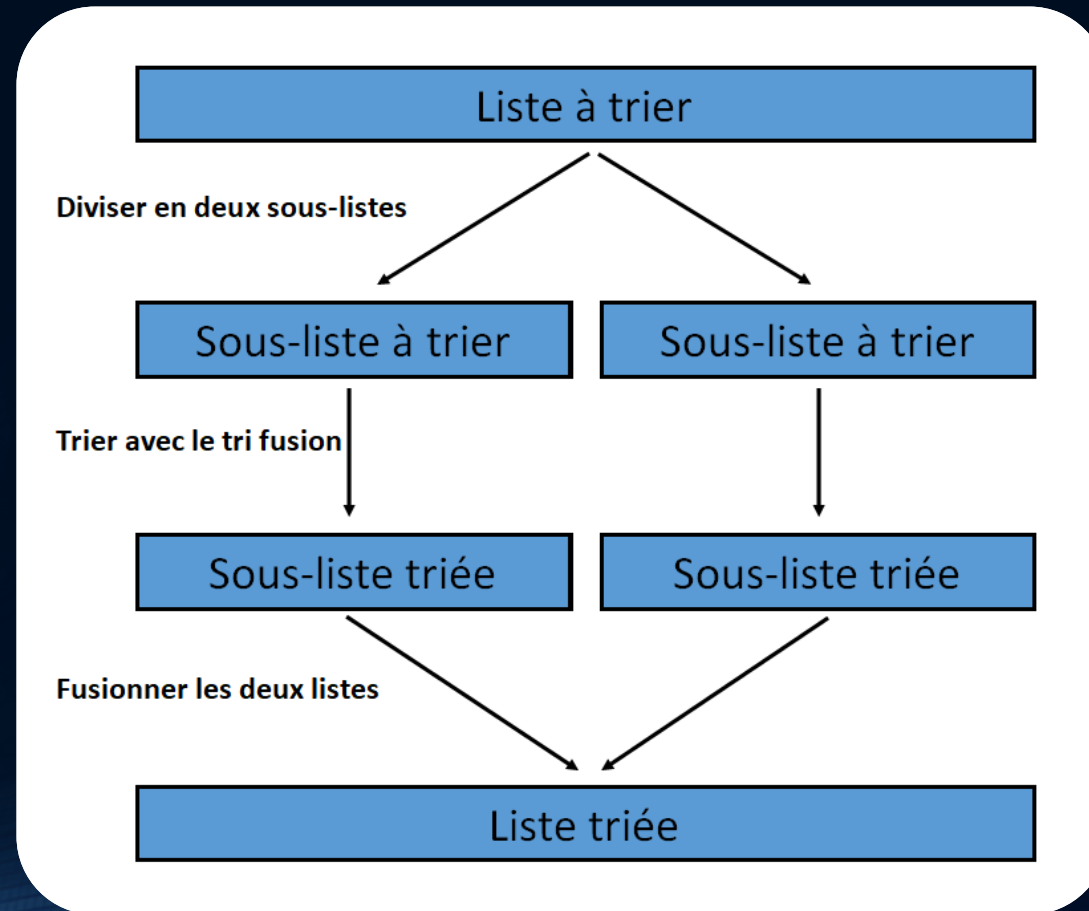 Liste à trier
Diviser en deux sous-listes
Sous-liste à trier
Sous-liste à trier
Trier avec le tri fusion
Sous-liste triée
Sous-liste triée
Fusionner les deux listes
Liste triée